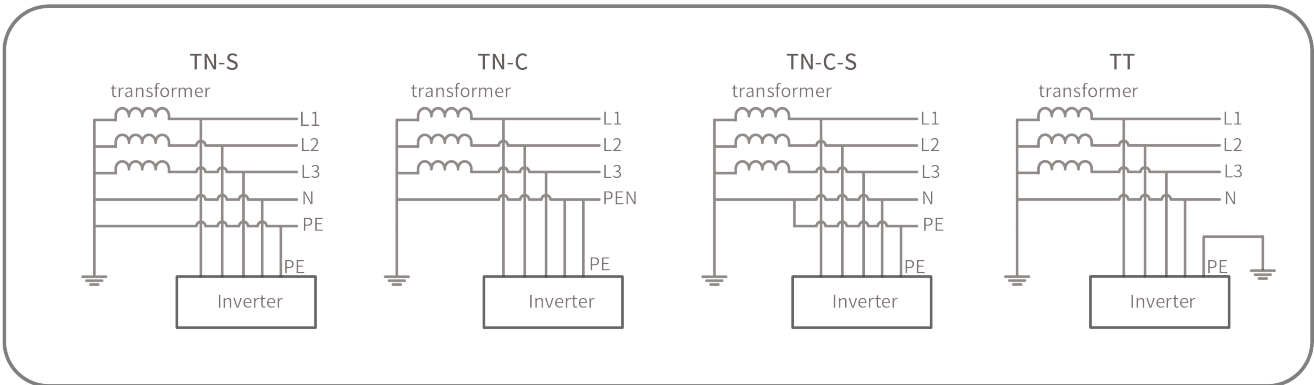 TN-S
transformer
L1
L2
L3
N
PE
PE
Inverter
TN-C
transformer
L1
L2
L3
PEN
PE
Inverter
TN-C-S
transformer
L1
L2
L3
N
PE
PE
Inverter
TT
transformer
L1
L2
L3
N
PE
Inverter